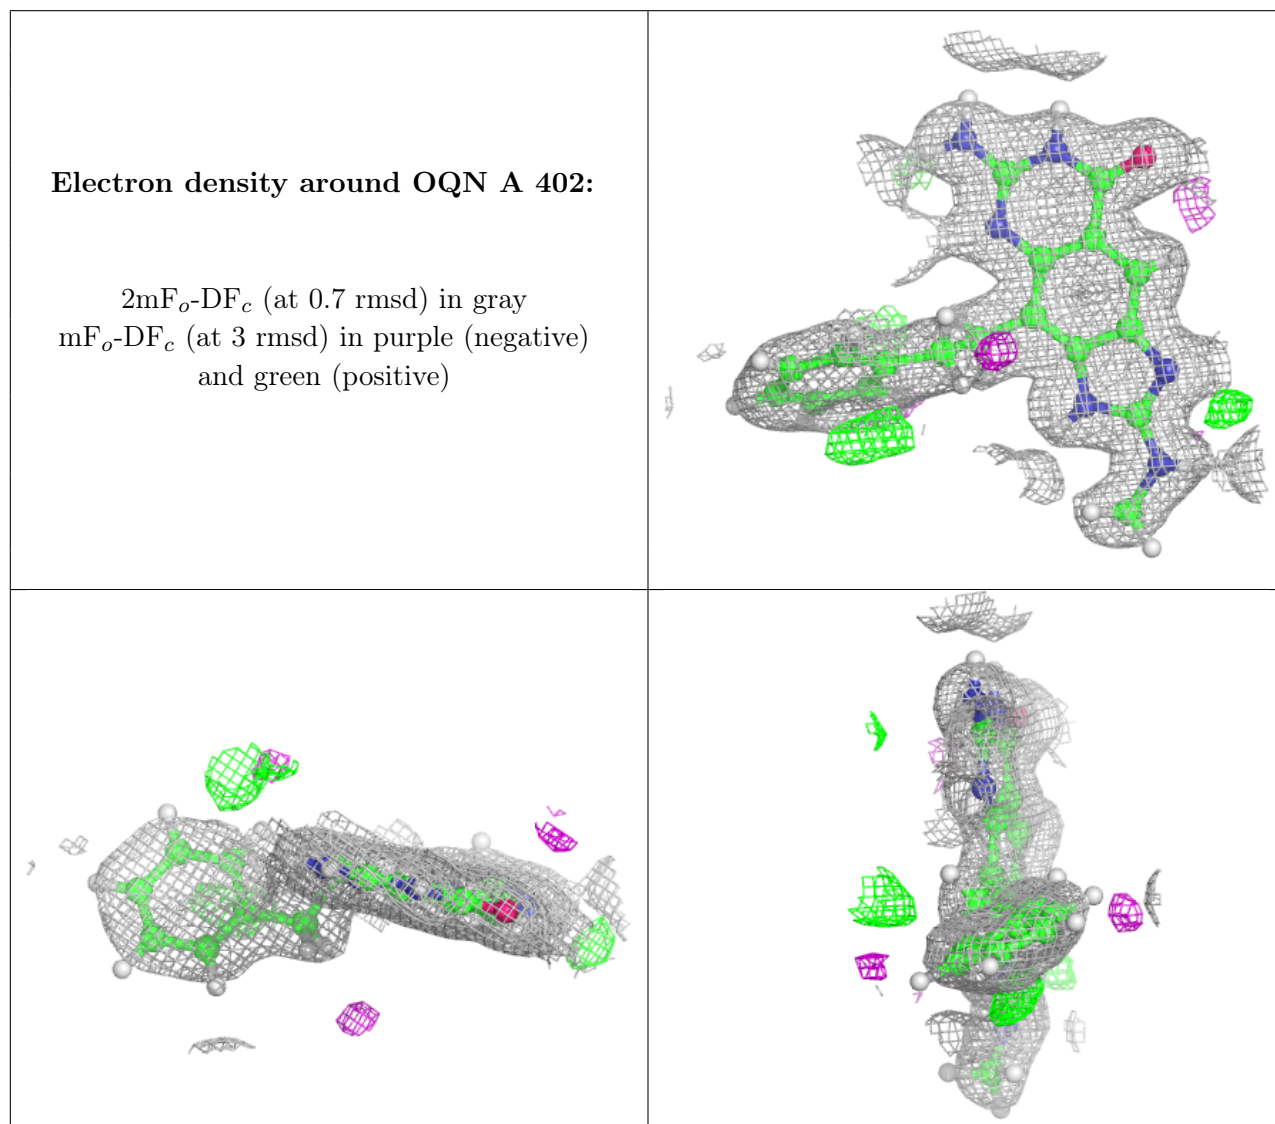 Electron density around OQN A 402:
2mFo-DFc (at 0.7 rmsd) in gray
mFo-DFc (at 3 rmsd) in purple (negative)
and green (positive)